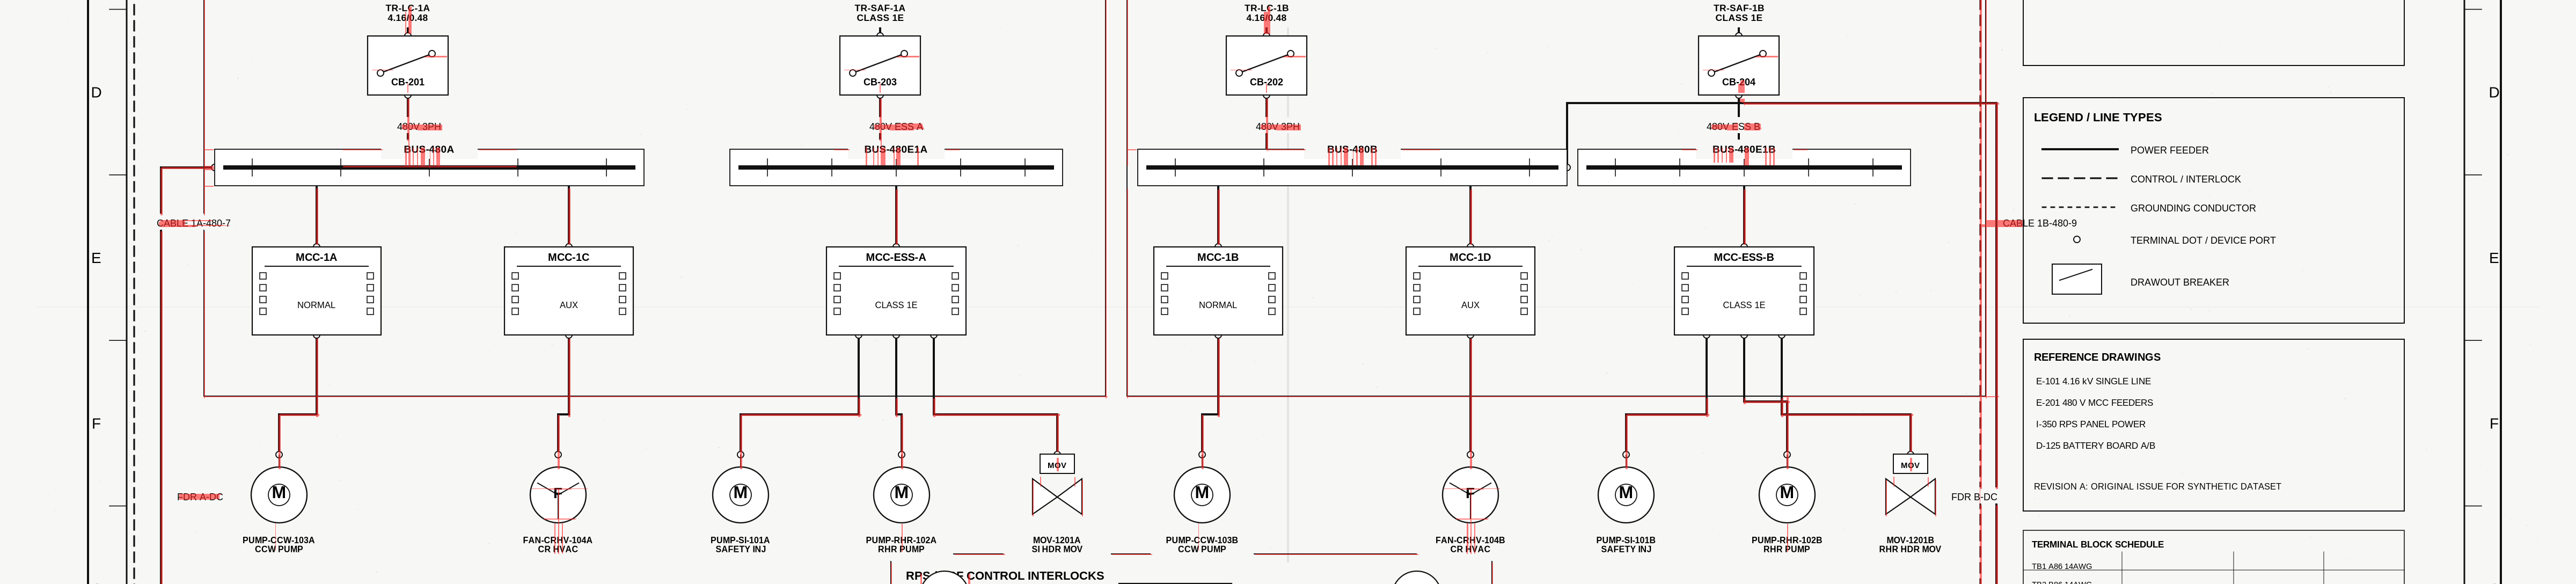 TR-LC-1A
4.16/0.48
TR-SAF-1A
CLASS 1E
TR-LC-1B
4.16/0.48
TR-SAF-1B
CLASS 1E
CB-201
CB-203
CB-202
CB-204
D
D
480V 3PH
480V ESS A
480V 3PH
480V ESS B
BUS-480A
BUS-480E1A
BUS-480B
BUS-480E1B
LEGEND / LINE TYPES
POWER FEEDER
CONTROL / INTERLOCK
GROUNDING CONDUCTOR
TERMINAL DOT / DEVICE PORT
DRAWOUT BREAKER
CABLE 1A-480-7
CABLE 1B-480-9
E
E
MCC-1A
NORMAL
MCC-1C
AUX
MCC-ESS-A
CLASS 1E
MCC-1B
NORMAL
MCC-1D
AUX
MCC-ESS-B
CLASS 1E
REFERENCE DRAWINGS
E-101 4.16 kV SINGLE LINE
E-201 480 V MCC FEEDERS
I-350 RPS PANEL POWER
D-125 BATTERY BOARD A/B
REVISION A: ORIGINAL ISSUE FOR SYNTHETIC DATASET
F
F
FDR A-DC
M
F
M
M
MOV
M
F
M
M
MOV
FDR B-DC
PUMP-CCW-103A
CCW PUMP
FAN-CRHV-104A
CR HVAC
PUMP-SI-101A
SAFETY INJ
PUMP-RHR-102A
RHR PUMP
MOV-1201A
SI HDR MOV
PUMP-CCW-103B
CCW PUMP
FAN-CRHV-104B
CR HVAC
PUMP-SI-101B
SAFETY INJ
PUMP-RHR-102B
RHR PUMP
MOV-1201B
RHR HDR MOV
TERMINAL BLOCK SCHEDULE
TB1 A86 14AWG
CONTROL INTERLOCKS